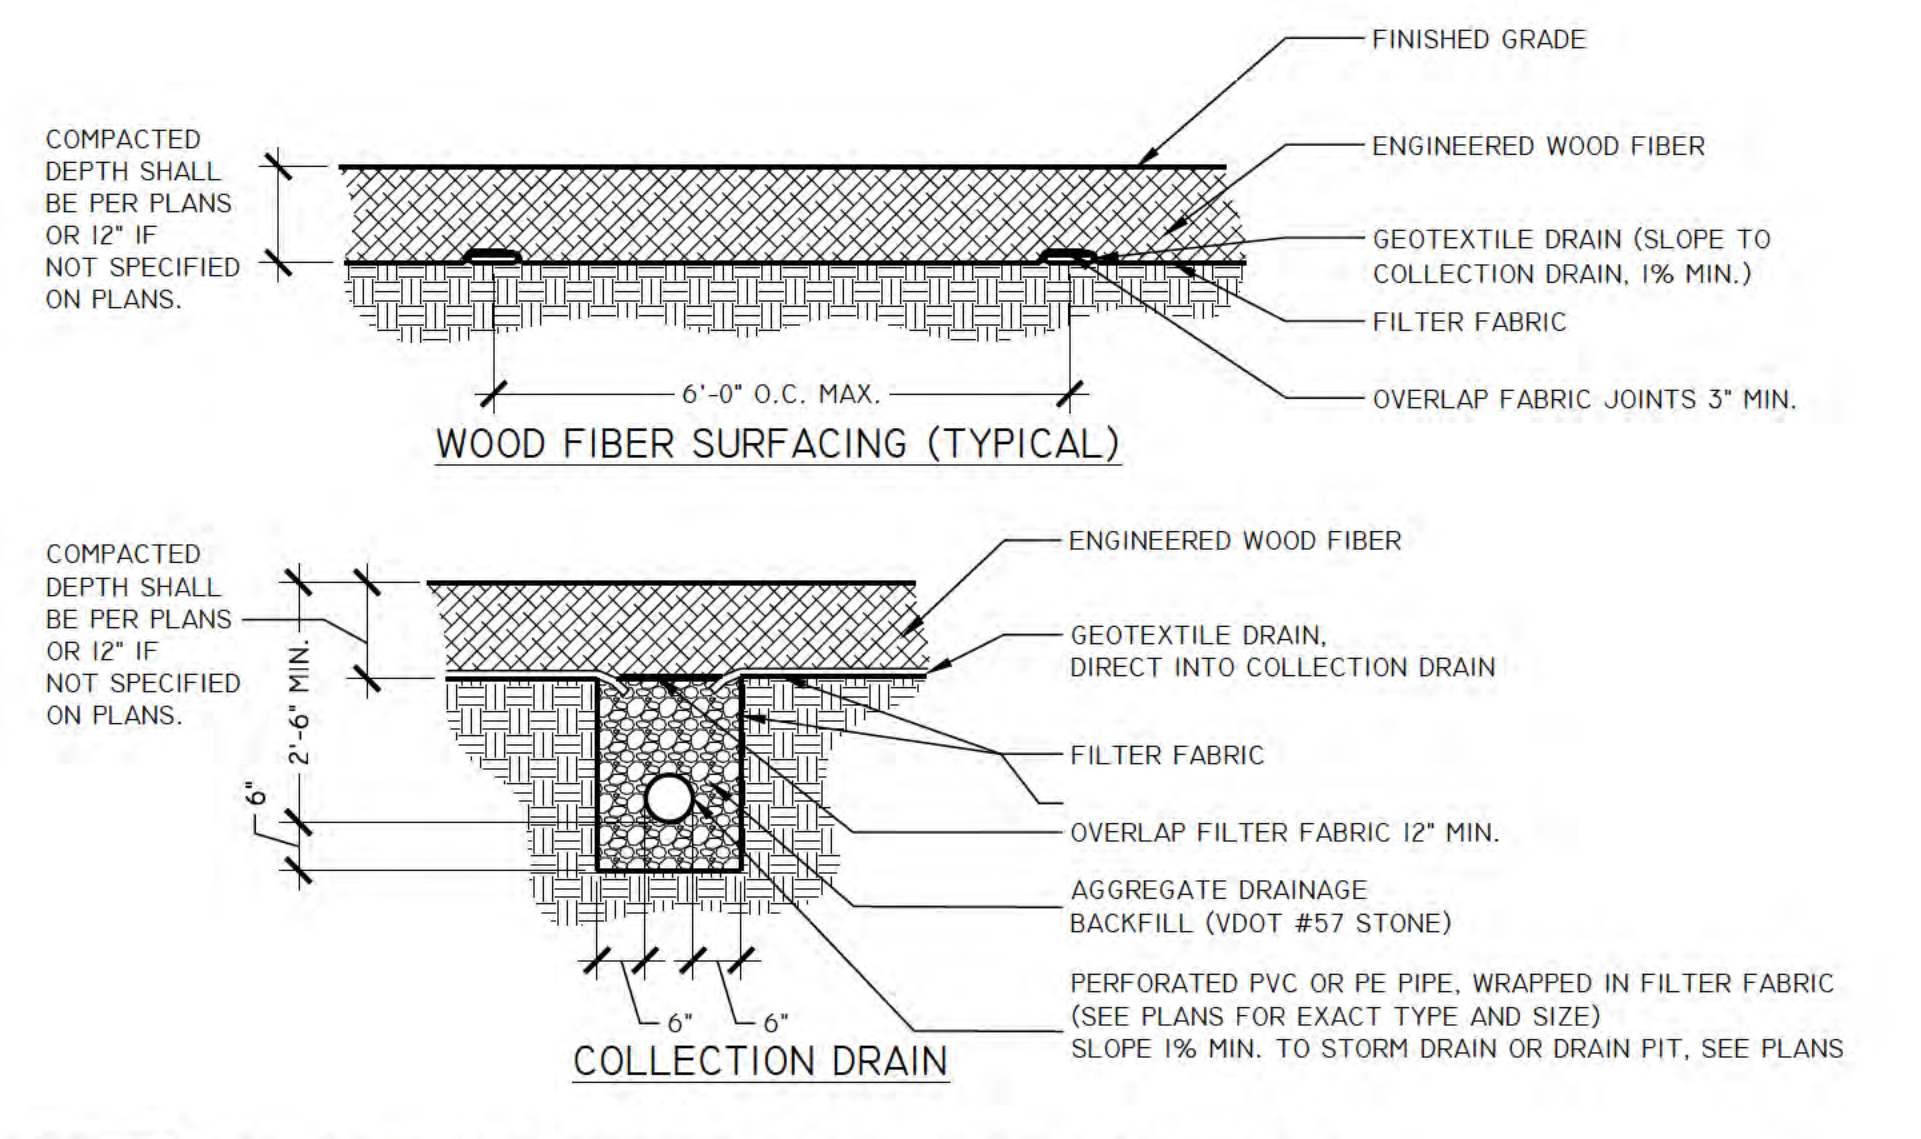 FINISHED GRADE
COMPACTED
DEPTH SHALL
BE PER PLANS
OR 12" IF
NOT SPECIFIED
ON PLANS.
ENGINEERED WOOD FIBER
GEOTEXTILE DRAIN (SLOPE TO
COLLECTION DRAIN, 1% MIN.)
FILTER FABRIC
OVERLAP FABRIC JOINTS 3" MIN.
6'-0" O.C. MAX.
WOOD FIBER SURFACING (TYPICAL)
COMPACTED
DEPTH SHALL
BE PER PLANS
OR 12" IF
NOT SPECIFIED
ON PLANS.
2'-6" MIN.
6"
ENGINEERED WOOD FIBER
GEOTEXTILE DRAIN,
DIRECT INTO COLLECTION DRAIN
FILTER FABRIC
OVERLAP FILTER FABRIC 12" MIN.
AGGREGATE DRAINAGE
BACKFILL (VDOT #57 STONE)
PERFORATED PVC OR PE PIPE, WRAPPED IN FILTER FABRIC
(SEE PLANS FOR EXACT TYPE AND SIZE)
SLOPE 1% MIN. TO STORM DRAIN OR DRAIN PIT, SEE PLANS
6" 6"
COLLECTION DRAIN